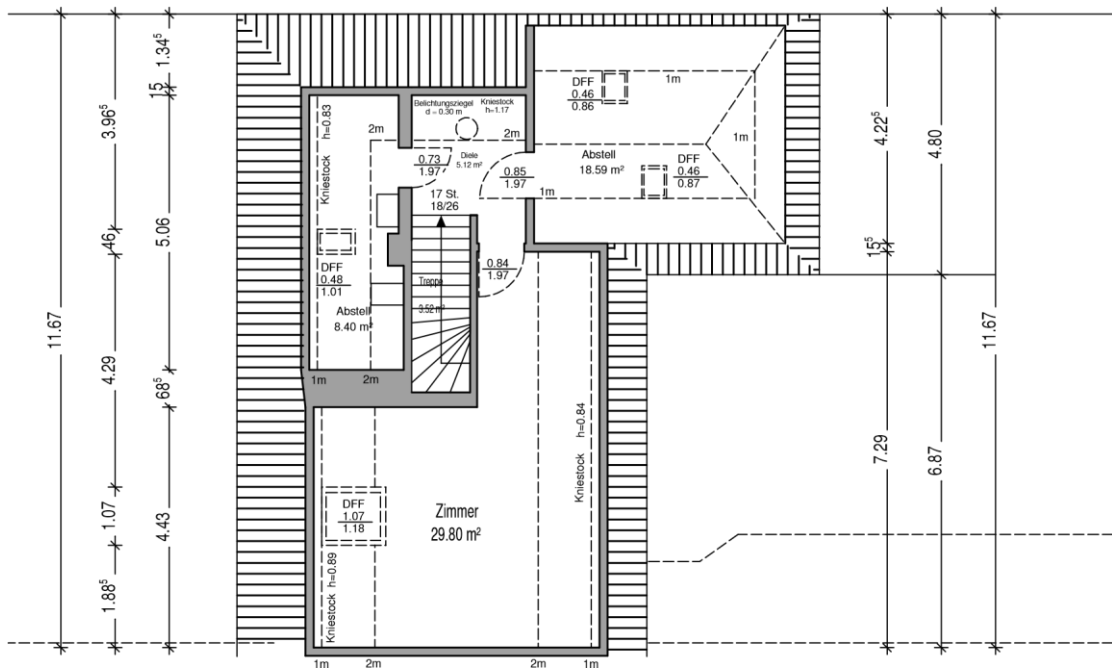 11.67
3.96⁵
46
4.29
1.07
1.88⁵
1.34⁵
15
5.06
68⁵
4.43
Kniestock h=0.83
2m
Belichtungsziegel
d = 0.30 m
Kniestock
h=1.17
2m
Diele
5.12 m²
0.73
1.97
0.85
1.97
17 St.
18/26
DFF
0.46
0.86
1m
1m
Abstell
18.59 m²
DFF
0.46
0.87
1m
0.84
1.97
DFF
0.48
1.01
Abstell
8.40 m²
1m
2m
Treppe
3.52 m²
Kniestock h=0.84
DFF
1.07
1.18
Zimmer
29.80 m²
Kniestock h=0.89
1m
2m
2m
1m
4.22⁵
15⁵
7.29
4.80
6.87
11.67